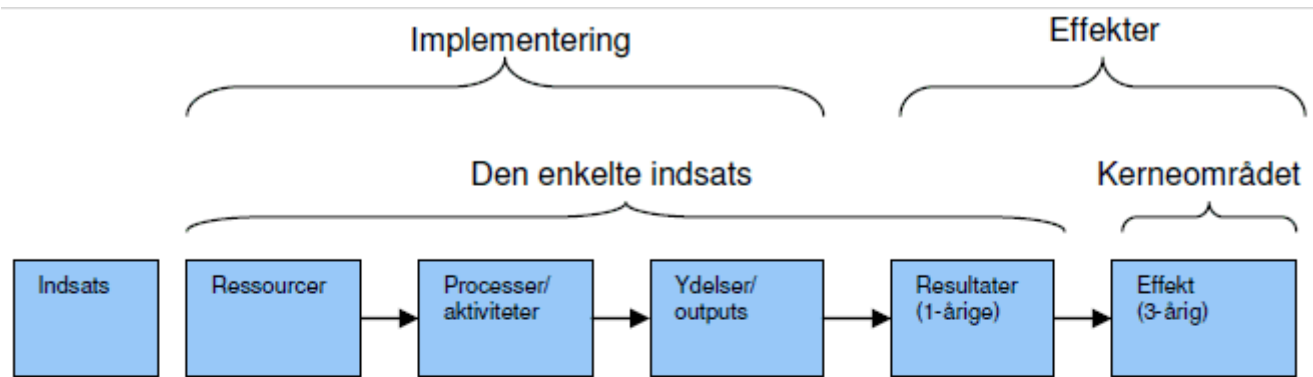 Implementering
Effekter
Den enkelte indsats
Kerneområdet
Indsats
Ressourcer
Processer/
aktiviteter
Ydelser/
outputs
Resultater
(1-årige)
Effekt
(3-årig)